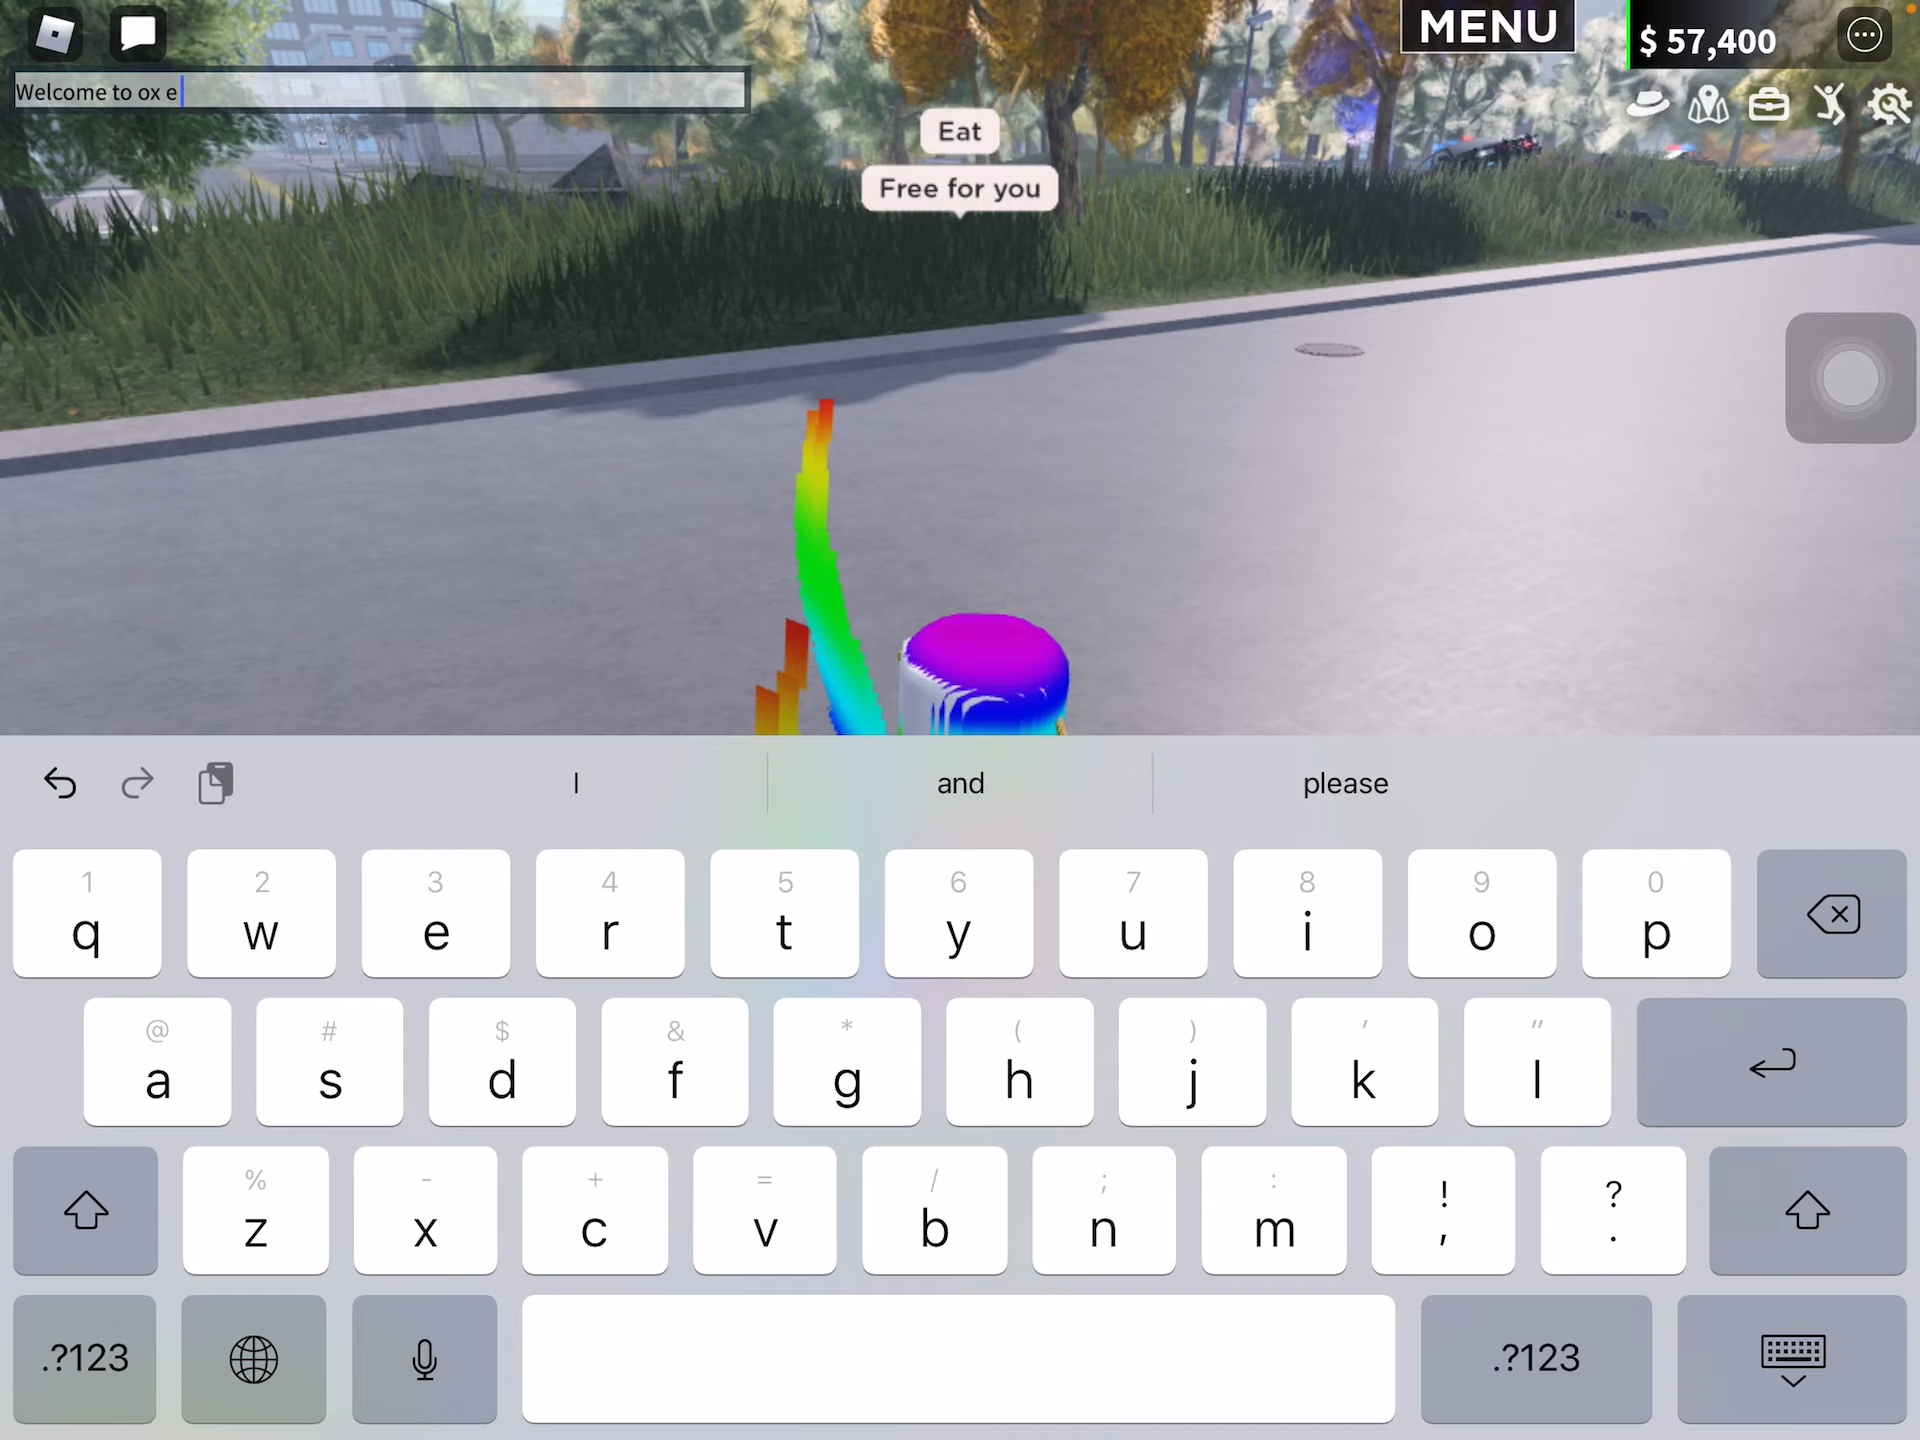 MENU
$ 57,400
Welcome to ox e
Eat
Free for you
I and please
1 2 3 4 5 6 7 8 9 0
q w e r t y u i o p
@ # $ & * ( ) ' "
a s d f g h j k l
% - + = / ; : ! ?
z x c v b n m , .
.?123 .?123